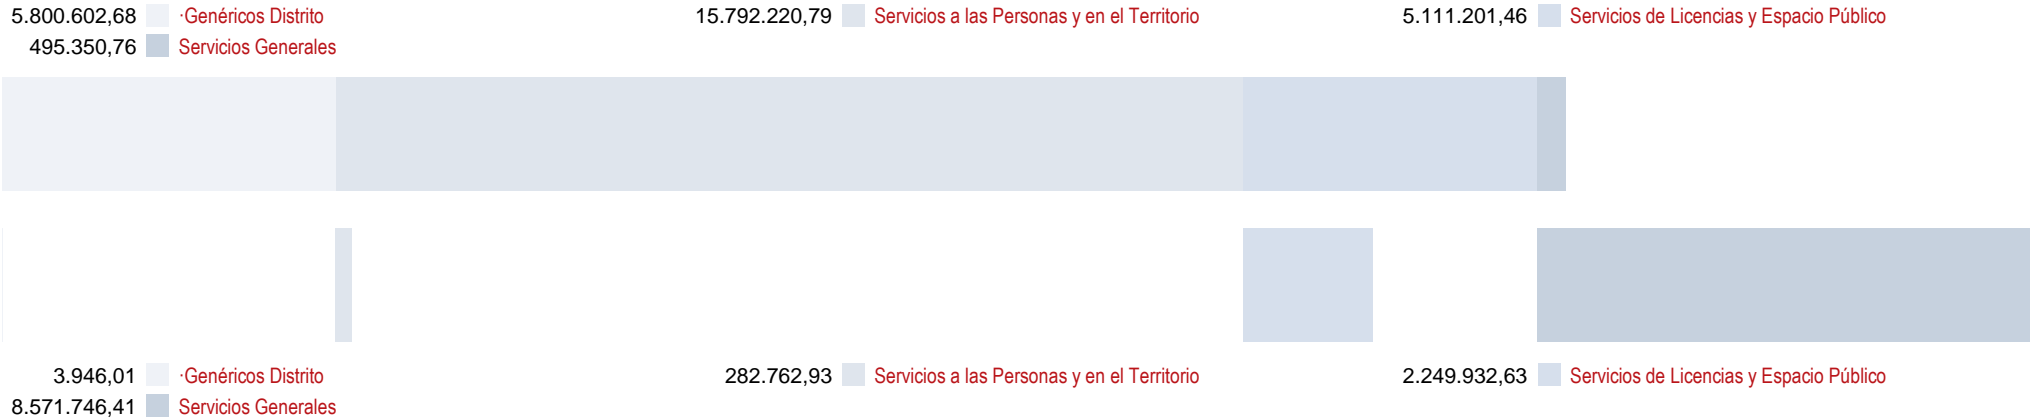 5.800.602,68 ·Genéricos Distrito 15.792.220,79 Servicios a las Personas y en el Territorio 5.111.201,46 Servicios de Licencias y Espacio Público
495.350,76 Servicios Generales
3.946,01 ·Genéricos Distrito 282.762,93 Servicios a las Personas y en el Territorio 2.249.932,63 Servicios de Licencias y Espacio Público
8.571.746,41 Servicios Generales